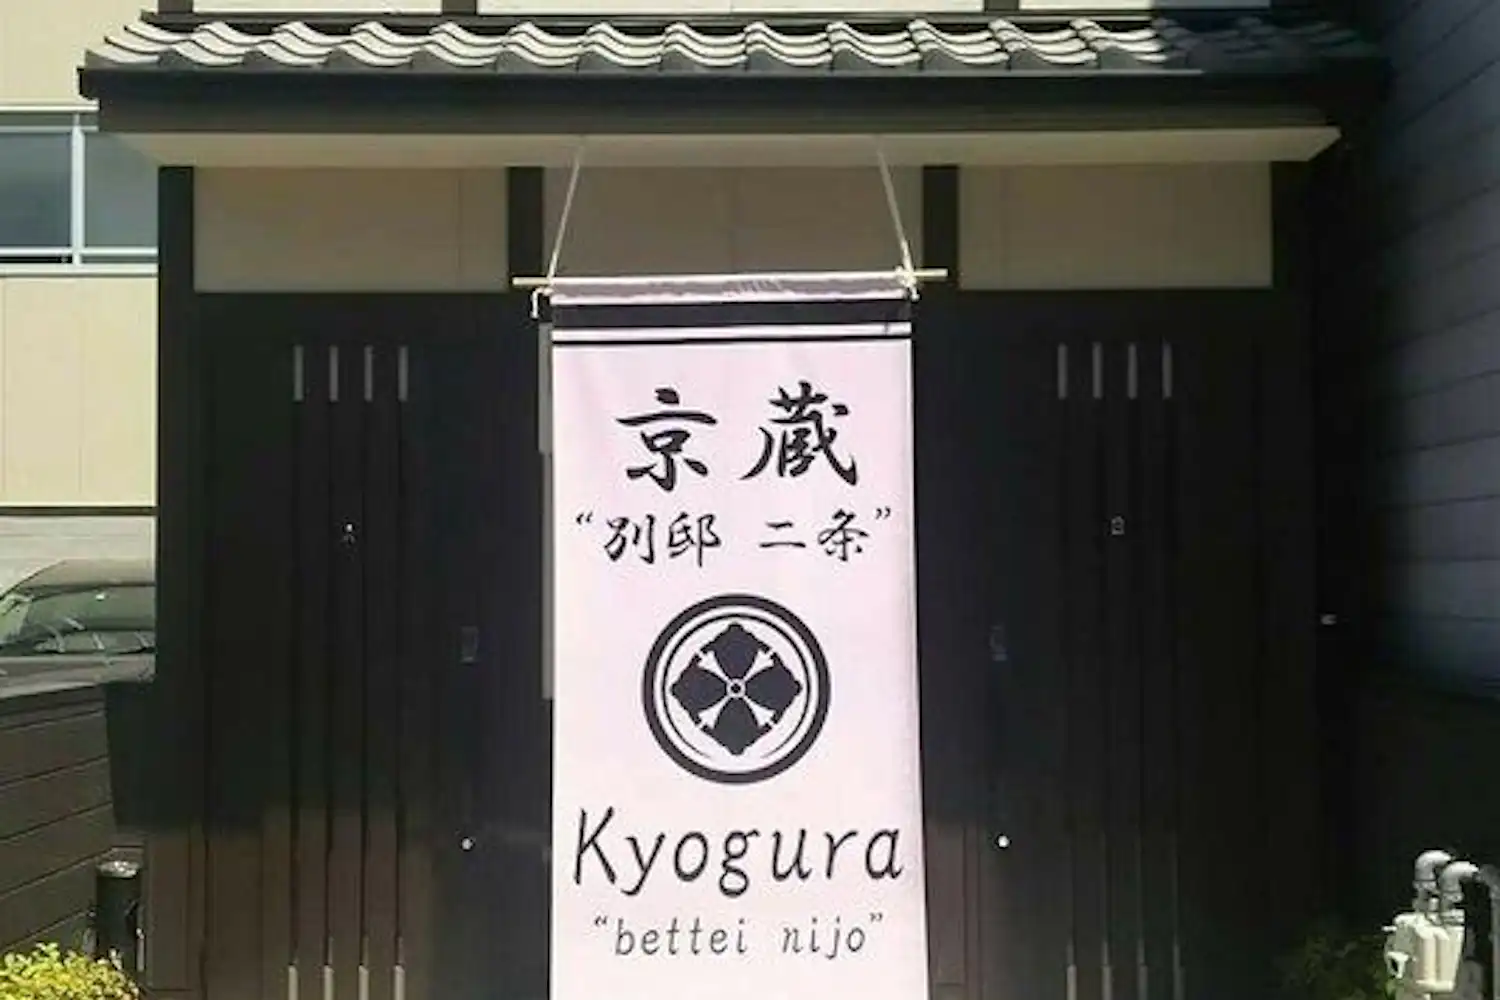 京蔵
“別邸 二条”
Kyogura
“bettei nijo”